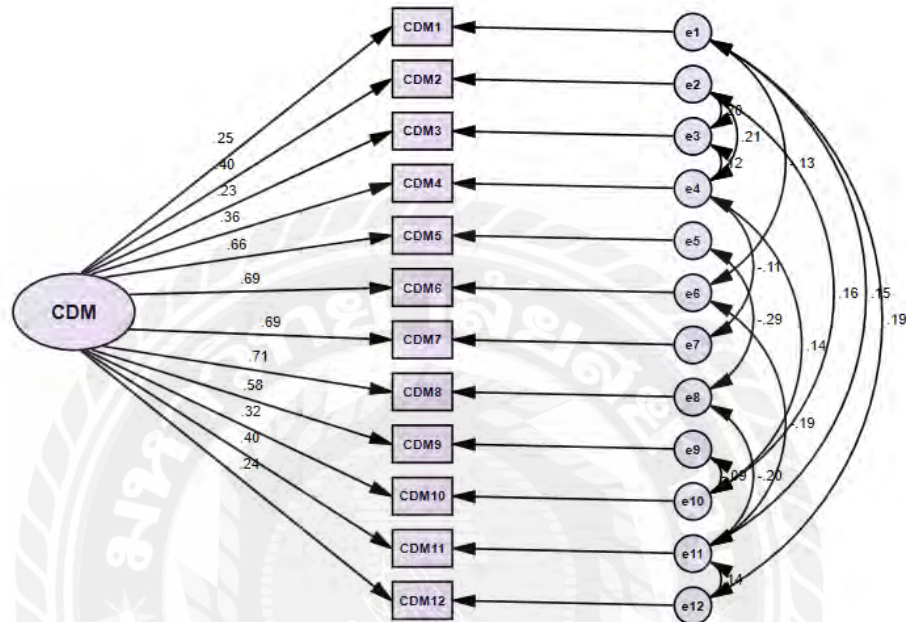 CDM1
e1
CDM2
e2
CDM3
e3
.21
-.13
.25
.40
CDM4
e4
.23
.36
CDM5
e5
.66
-.11
CDM
.69
CDM6
e6
.16
.15
.69
-.29
.19
CDM7
e7
.14
.71
CDM8
e8
.58
.32
CDM9
e9
-.19
.40
.24
-.20
CDM10
e10
CDM11
e11
CDM12
e12